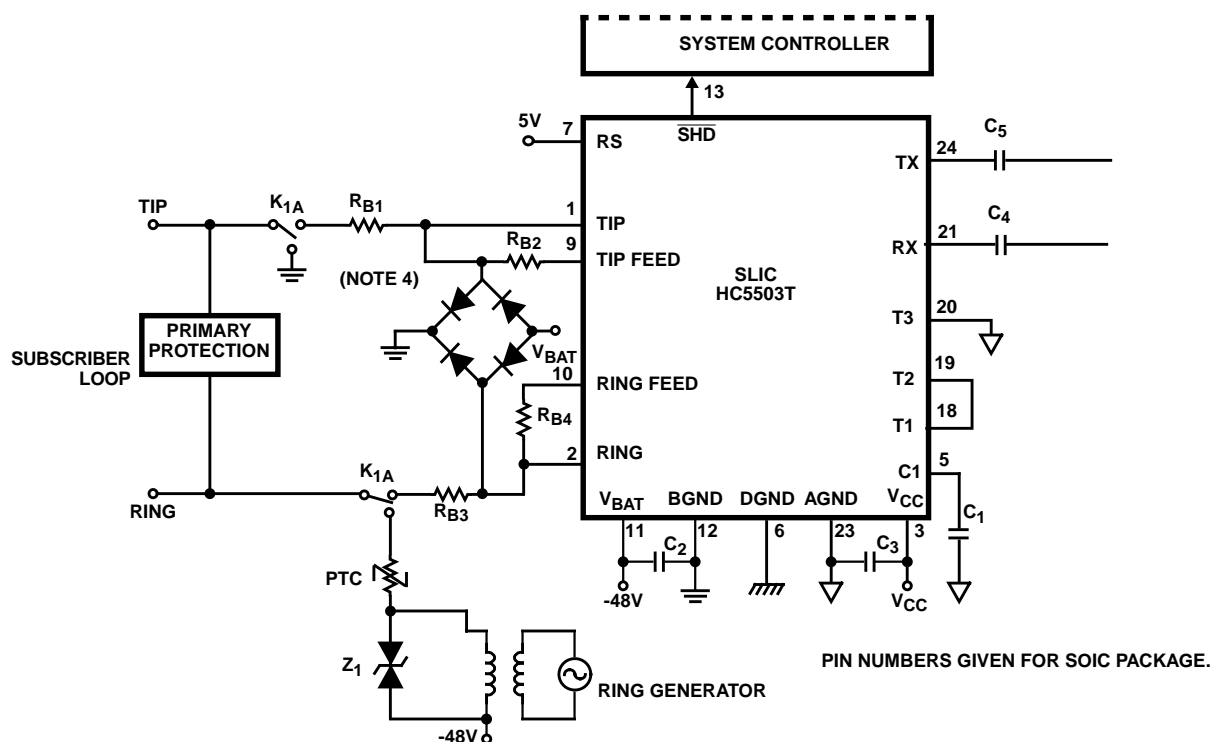 SYSTEM CONTROLLER
13
5V
7
RS
SHD
TX
24
C5
TIP
K1A
RB1
1
TIP
RB2
9
TIP FEED
(NOTE 4)
RX
21
C4
SLIC
HC5503T
T3
20
PRIMARY
PROTECTION
SUBSCRIBER
LOOP
VBAT
10
RING FEED
RB4
T2
19
T1
18
2
RING
C1
5
RING
K1A
RB3
VBAT
BGND
DGND
AGND
VCC
11
12
6
23
3
C1
C2
C3
-48V
VCC
PTC
Z1
RING GENERATOR
-48V
PIN NUMBERS GIVEN FOR SOIC PACKAGE.